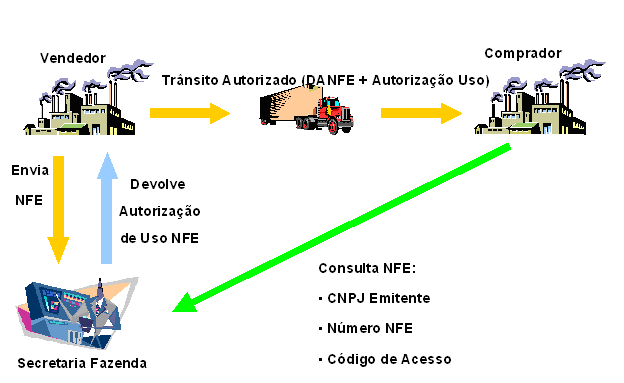 Vendedor
Comprador
Trânsito Autorizado (DANFE + Autorização Uso)
Envia
NFE
Devolve
Autorização
de Uso NFE
Consulta NFE:
• CNPJ Emitente
• Número NFE
• Código de Acesso
Secretaria Fazenda